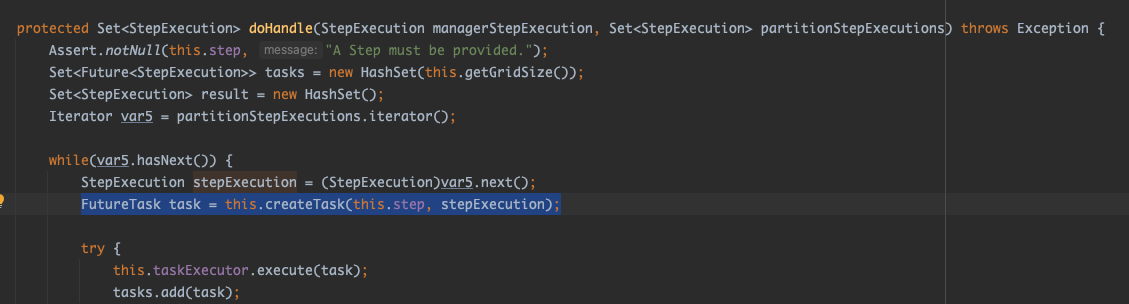 protected Set<StepExecution> doHandle(StepExecution managerStepExecution, Set<StepExecution> partitionStepExecutions) throws Exception {
Assert.notNull(this.step, message: "A Step must be provided.");
Set<Future<StepExecution>> tasks = new HashSet(this.getGridSize());
Set<StepExecution> result = new HashSet();
Iterator var5 = partitionStepExecutions.iterator();
while(var5.hasNext()) {
StepExecution stepExecution = (StepExecution)var5.next();
FutureTask task = this.createTask(this.step, stepExecution);
try {
this.taskExecutor.execute(task);
tasks.add(task);